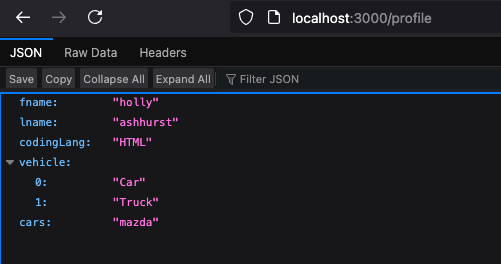 localhost:3000/profile
JSON Raw Data Headers
Save Copy Collapse All Expand All Filter JSON
fname: "holly"
lname: "ashhurst"
codingLang: "HTML"
vehicle:
0: "Car"
1: "Truck"
cars: "mazda"